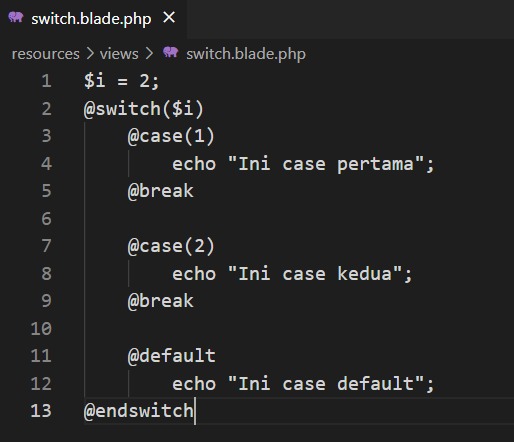 switch.blade.php ×
resources > views > switch.blade.php
1 $i = 2;
2 @switch($i)
3 @case(1)
4 echo "Ini case pertama";
5 @break
6
7 @case(2)
8 echo "Ini case kedua";
9 @break
10
11 @default
12 echo "Ini case default";
13 @endswitch